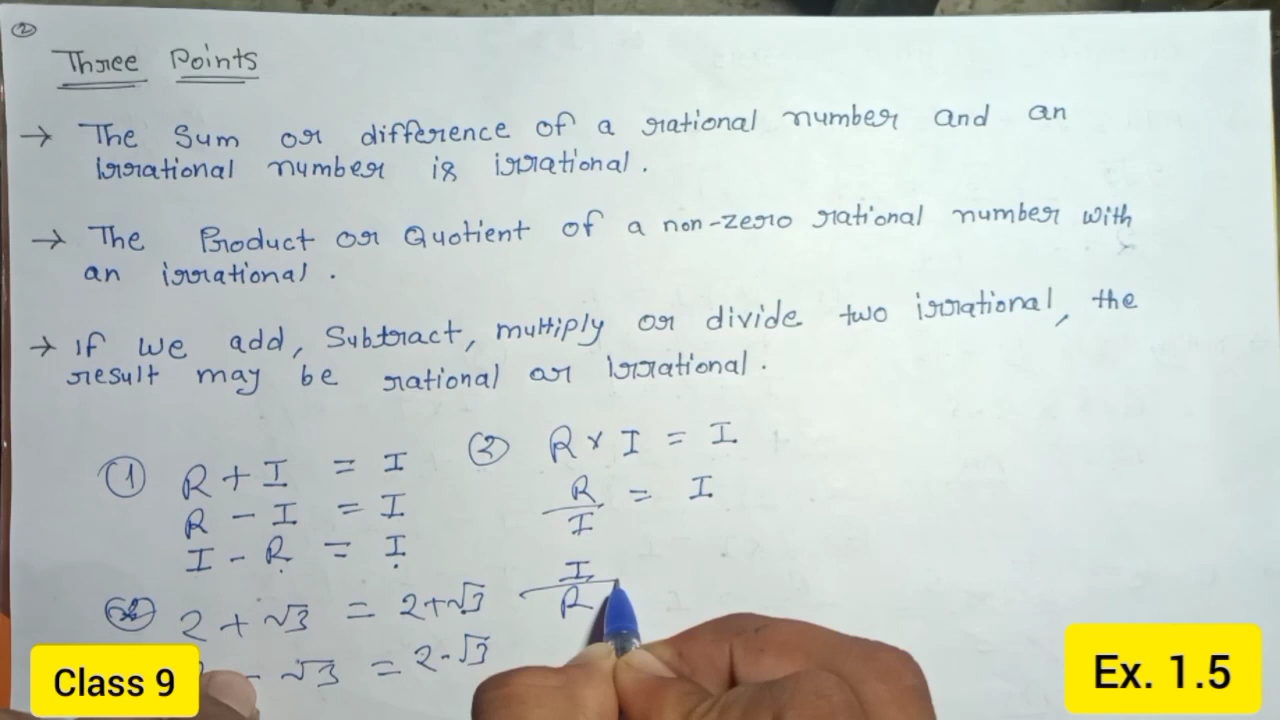 ②
Three Points
→ The Sum or difference of a rational number and an
irrational number is irrational.
→ The Product or Quotient of a non-zero rational number with
an irrational.
→ If we add, Subtract, multiply or divide two irrational, the
result may be rational or Irrational.
① R + I = I
R - I = I
I - R = I
② R × I = I
R/I = I
I/R
2 + √3 = 2+√3
- √3 = 2-√3
Class 9
Ex. 1.5